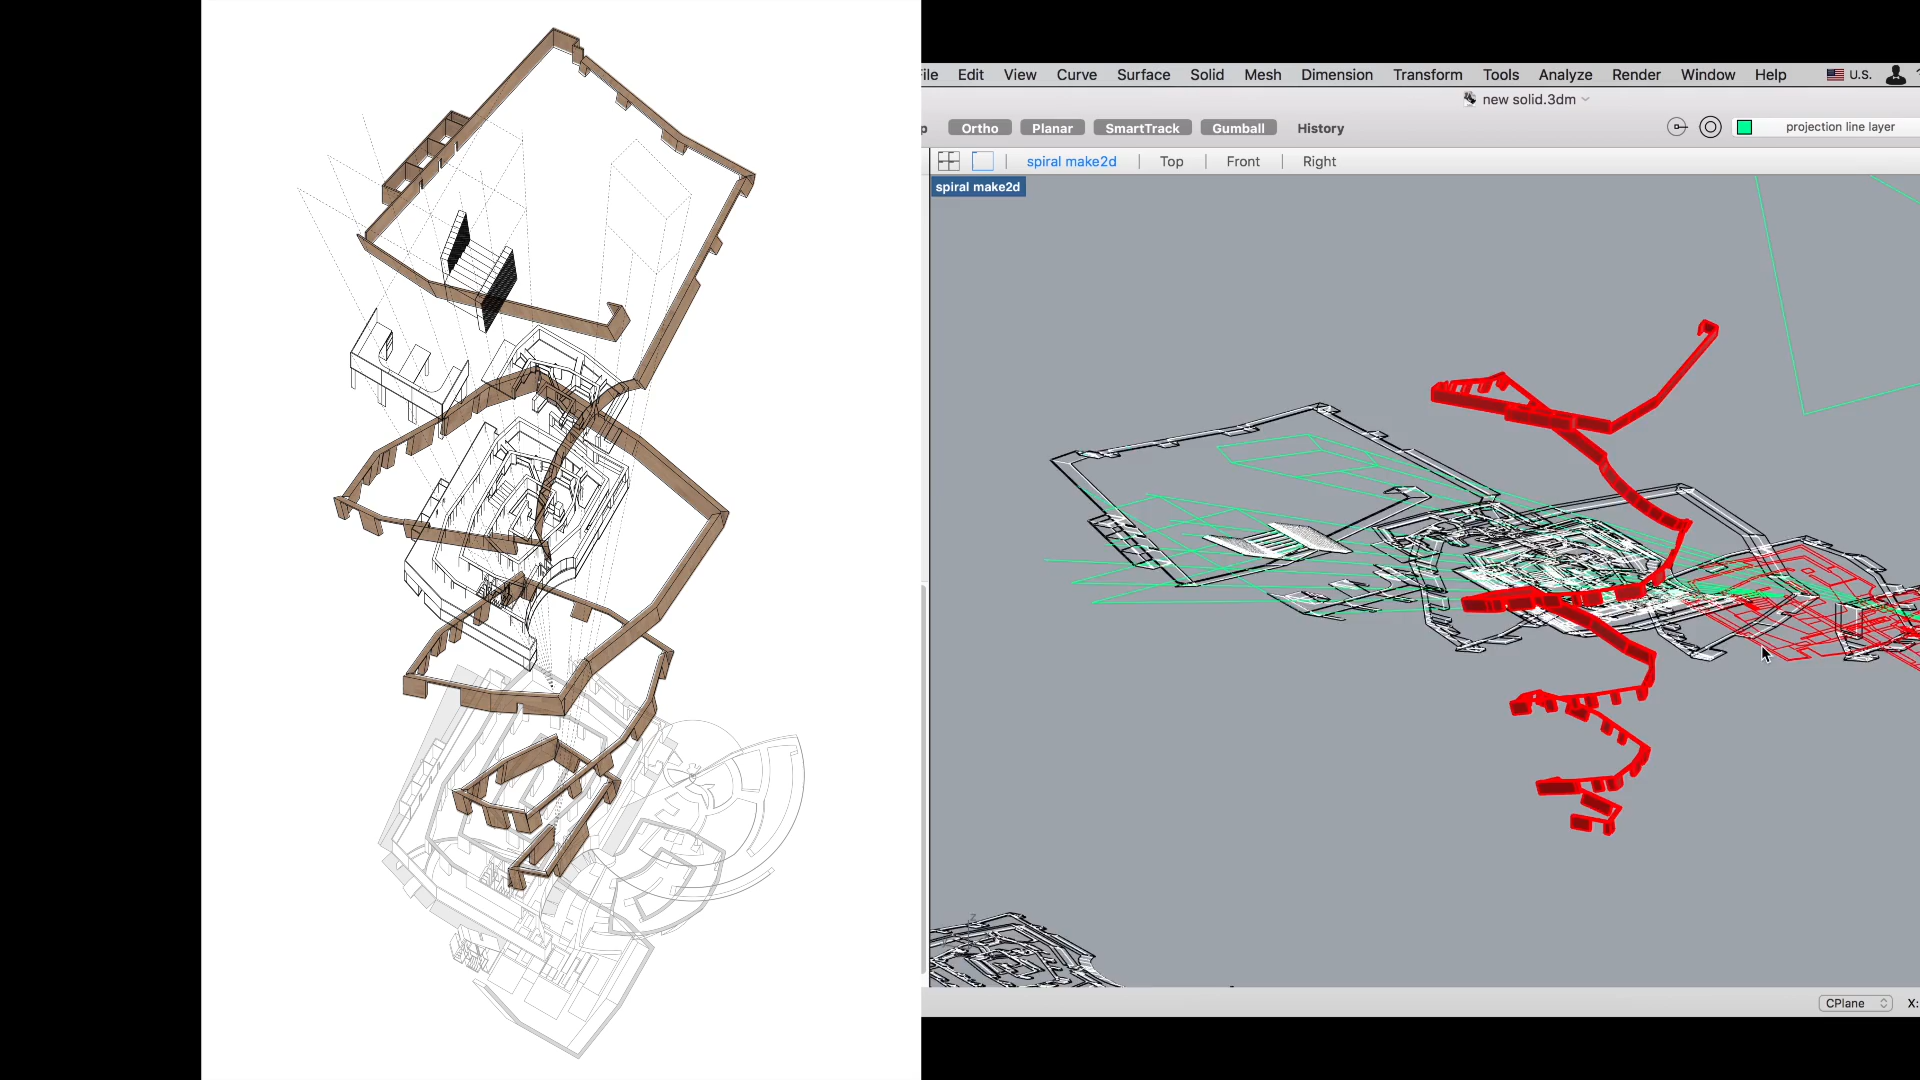 ile Edit View Curve Surface Solid Mesh Dimension Transform Tools Analyze Render Window Help U.S.
new solid.3dm
p Ortho Planar SmartTrack Gumball History projection line layer
spiral make2d Top Front Right
spiral make2d
CPlane X: